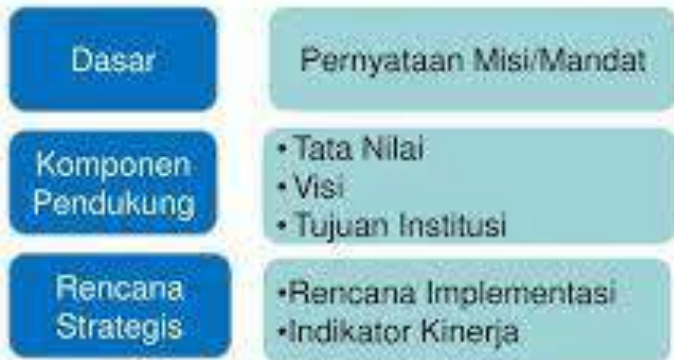 Dasar
Pernyataan Misi/Mandat
Komponen
Pendukung
• Tata Nilai
• Visi
• Tujuan Institusi
Rencana
Strategis
•Rencana Implementasi
•Indikator Kinerja